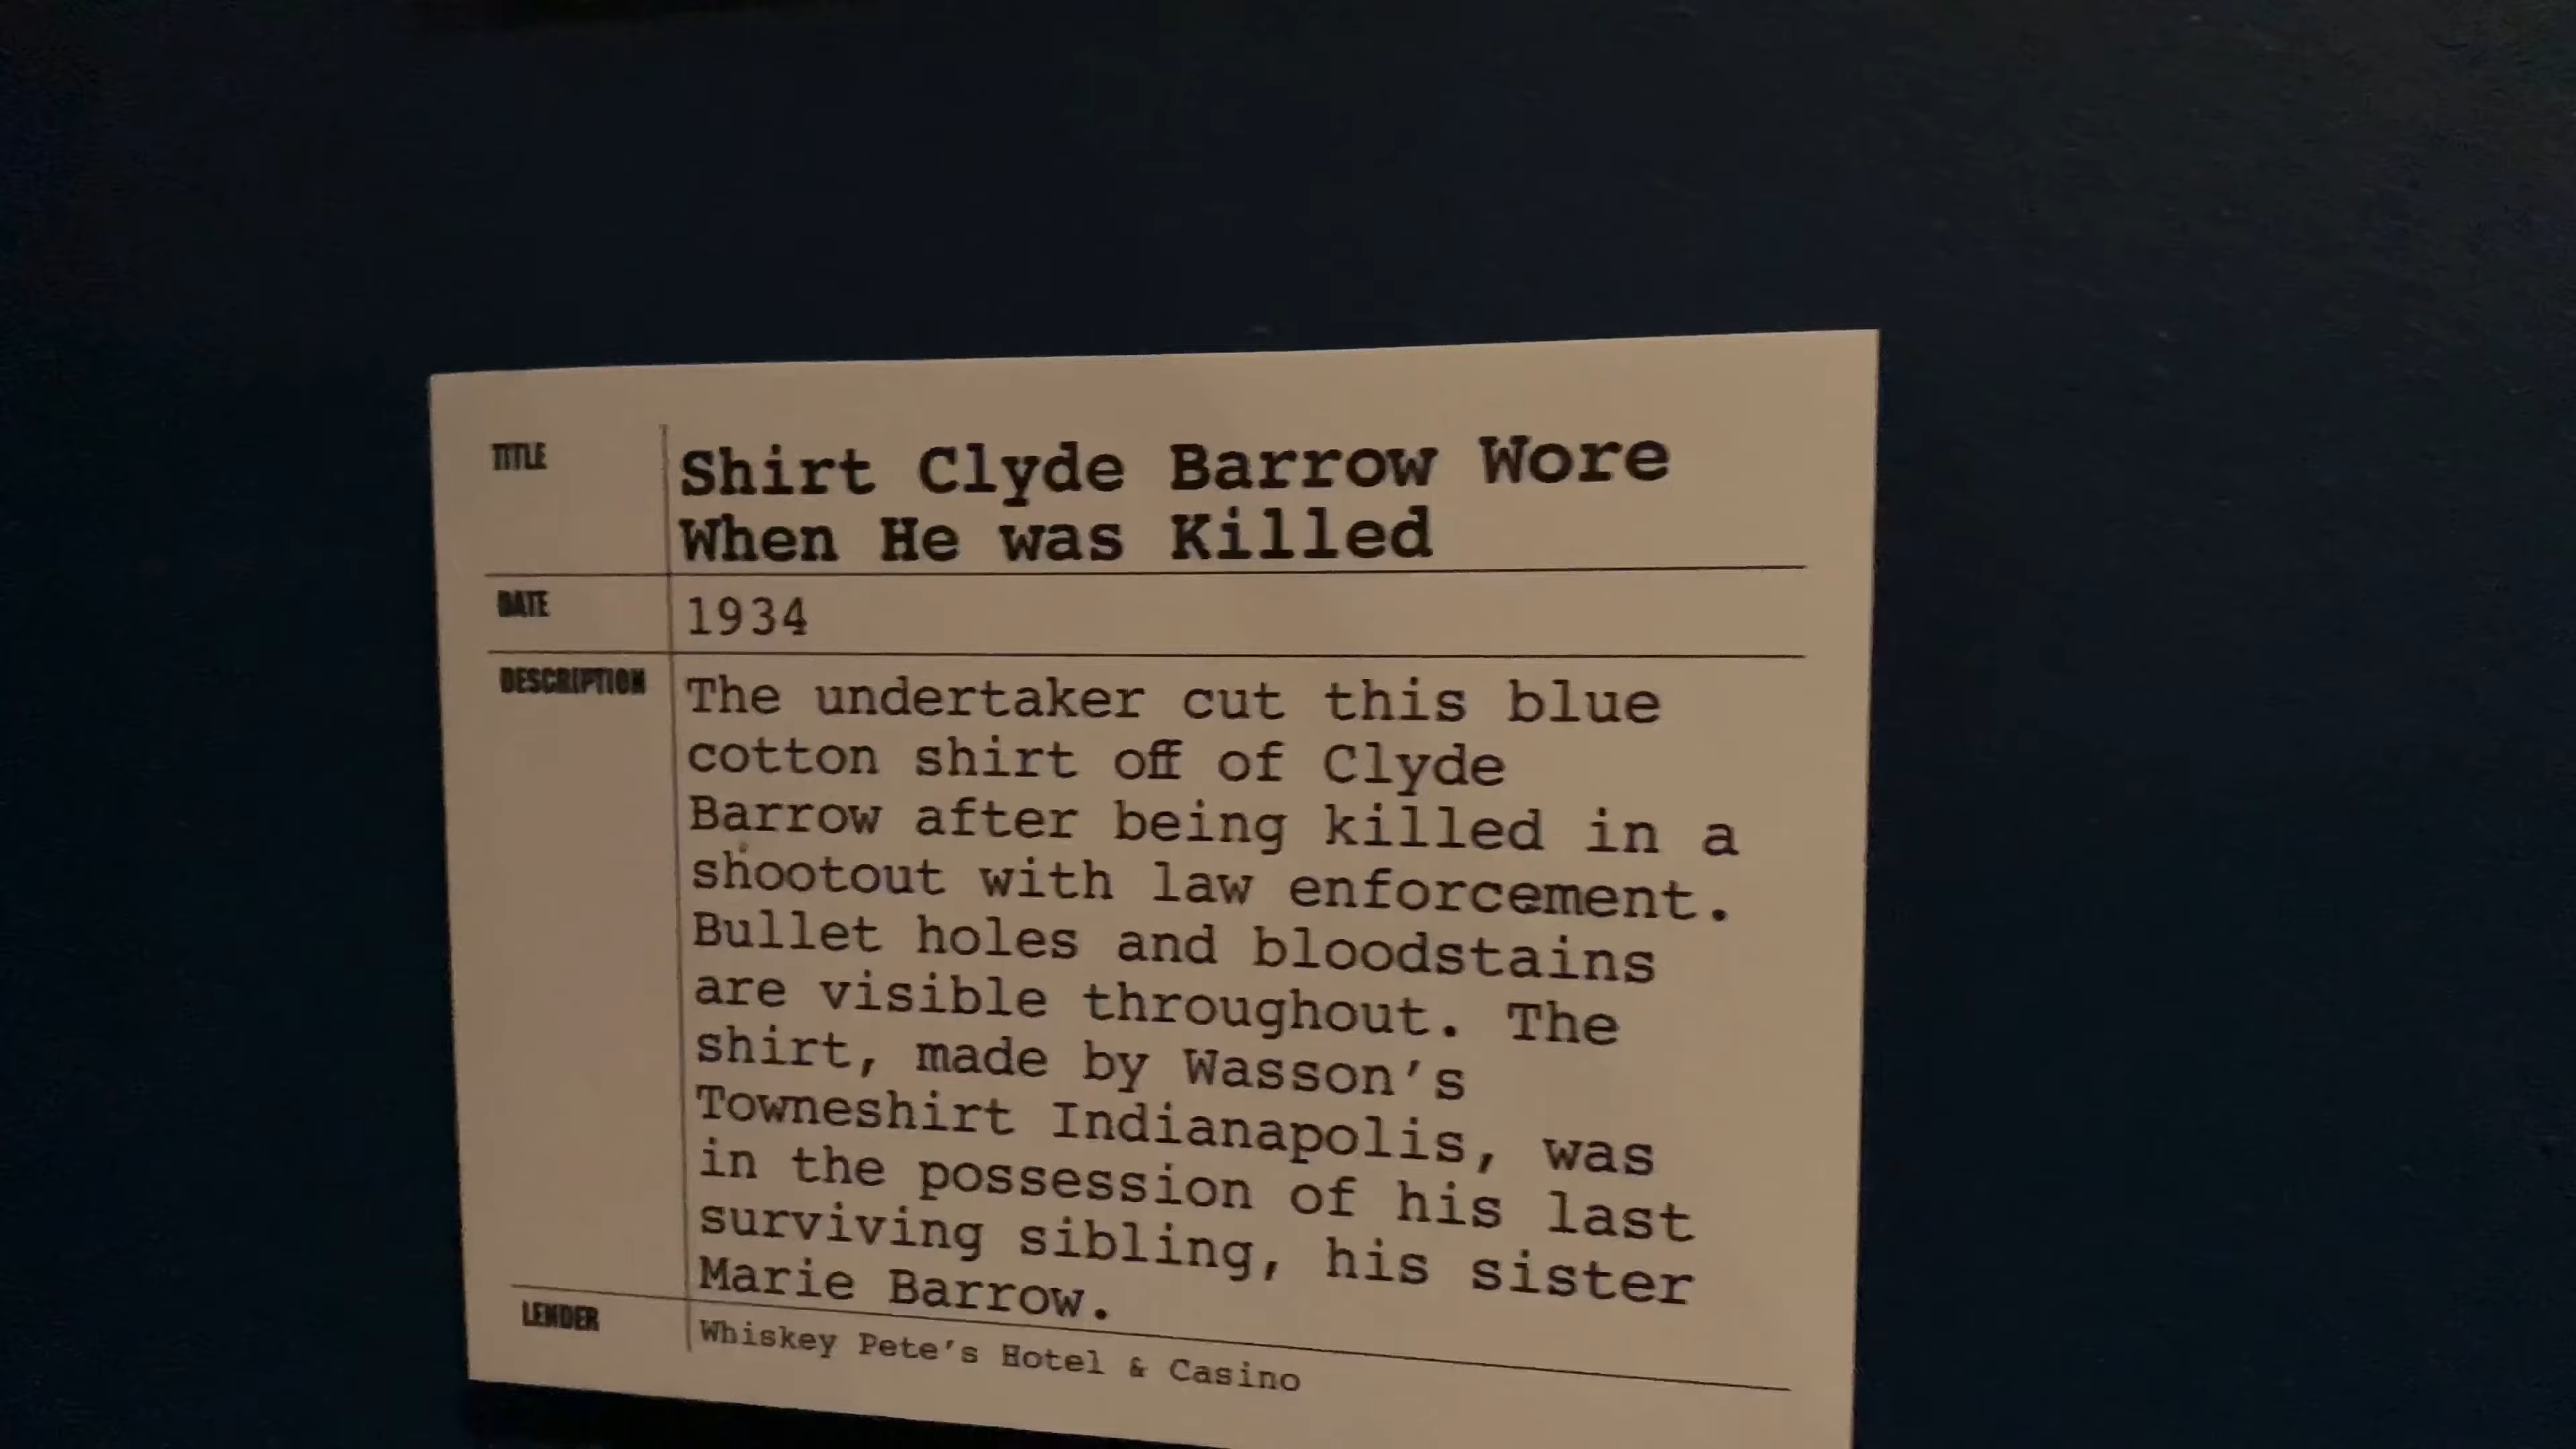 TITLE
Shirt Clyde Barrow Wore
When He was Killed
DATE
1934
DESCRIPTION
The undertaker cut this blue
cotton shirt off of Clyde
Barrow after being killed in a
shootout with law enforcement.
Bullet holes and bloodstains
are visible throughout. The
shirt, made by Wasson's
Towneshirt Indianapolis, was
in the possession of his last
surviving sibling, his sister
Marie Barrow.
LENDER
Whiskey Pete's Hotel & Casino